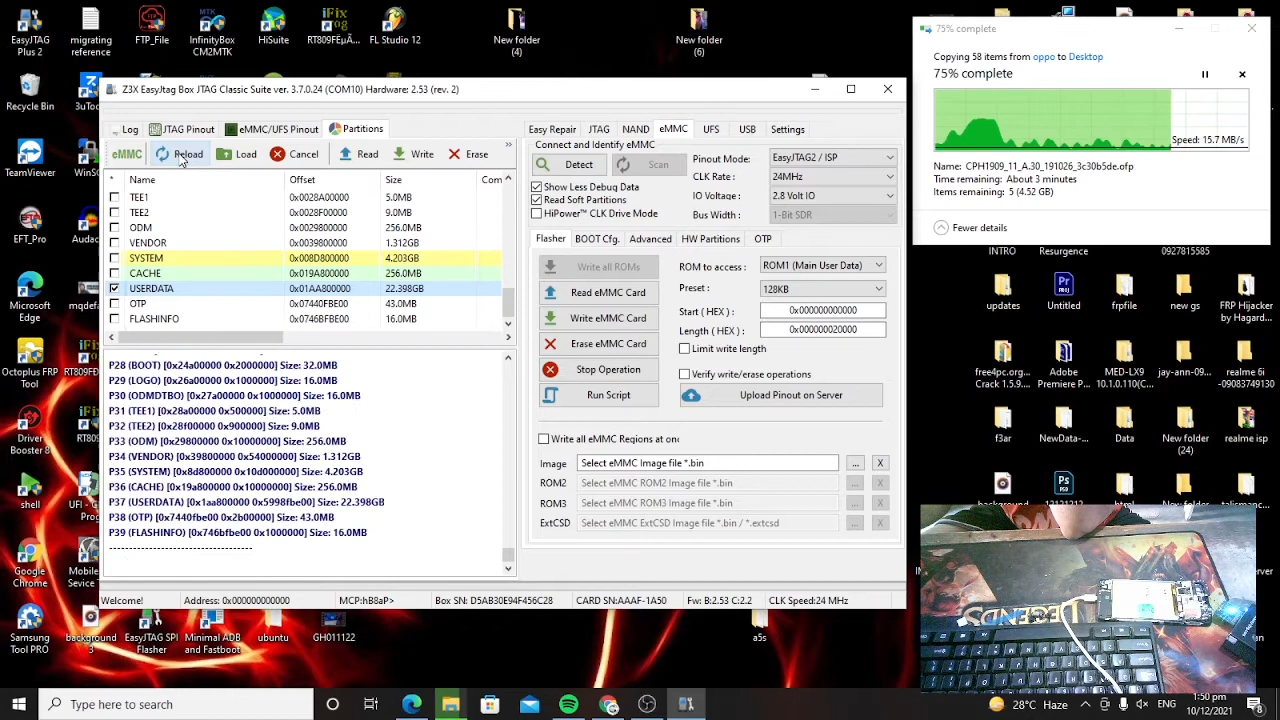 EasyJTAG Plus 2
migrating reference
FTP_File
Infinity CM2MTK
FL Studio 12
New folder (4)
New folder (6)
Recycle Bin
TeamViewer
EFT_Pro
Microsoft Edge
Octoplus FRP Tool
Driver Booster 8
shell
Google Chrome
Samsung Tool PRO
background 3
EasyJTAG SPI Flasher
Minimal ADB and Fastboot
ubuntu
GH011122
a5s
Z3X EasyJtag Box JTAG Classic Suite ver. 3.7.0.24 (COM10) Hardware: 2.53 (rev. 2)
Log
JTAG Pinout
eMMC/UFS Pinout
Partitions
eMMC
Reload
Load
Cancel
Read
Write
Erase
* Name Offset Size Com
TEE1 0x0028A00000 5.0MB
TEE2 0x0028F00000 9.0MB
ODM 0x0029800000 256.0MB
VENDOR 0x0039800000 1.312GB
SYSTEM 0x008D800000 4.203GB
CACHE 0x019A800000 256.0MB
USERDATA 0x01AA800000 22.398GB
OTP 0x07440FBE00 43.0MB
FLASHINFO 0x0746BFBE00 16.0MB
P28 (BOOT) [0x24a00000 0x2000000] Size: 32.0MB
P29 (LOGO) [0x26a00000 0x1000000] Size: 16.0MB
P30 (ODMDTBO) [0x27a00000 0x1000000] Size: 16.0MB
P31 (TEE1) [0x28a00000 0x500000] Size: 5.0MB
P32 (TEE2) [0x28f00000 0x900000] Size: 9.0MB
P33 (ODM) [0x29800000 0x10000000] Size: 256.0MB
P34 (VENDOR) [0x39800000 0x54000000] Size: 1.312GB
P35 (SYSTEM) [0x8d800000 0x10d000000] Size: 4.203GB
P36 (CACHE) [0x19a800000 0x10000000] Size: 256.0MB
P37 (USERDATA) [0x1aa800000 0x5998fbe00] Size: 22.398GB
P38 (OTP) [0x7440fbe00 0x2b00000] Size: 43.0MB
P39 (FLASHINFO) [0x746bfbe00 0x1000000] Size: 16.0MB
Easy Repair JTAG NAND eMMC UFS USB Settings
Connect and Identify eMMC
Detect
Scan
Show Less Debug Data
Read Soft Partitions
HiPower™ CLK Drive Mode
Pinout Mode: EasyJTAG2 / ISP
CLK Rate : 24MHz
IO Voltage : 2.8 Volt IO
Bus Width : 1-Bit SDR
Flasher BOOT Cfg. Advanced HW Partitions OTP
Write all ROMs
Read eMMC Card
Write eMMC Card
Erase eMMC Card
Stop Operation
Run Script
ROM to access : ROM1 (Main User Data)
Preset : 128KB
Start ( HEX ) : 0x000000000000
Length ( HEX ) : 0x000000020000
Limit write length
Verify write/erase operations
Upload Pinout on Server
Write all eMMC Regions at onc
Image Select eMMC Image file *.bin ... X
ROM2 Select eMMC ROM2 Image file *.bin ... X
ROM3 Select eMMC ROM3 Image file *.bin ... X
ExtCSD Select eMMC ExtCSD Image file *.bin / *.extcsd ... X
Welcome!
Address: 0x000000000000
MCP:hB8aP>
Box SN:AB30E94F456C28E
CARD SN: AAAF-1A50
Fw: B:2.53 C:2.2
CLK Speed:24 MHz
75% complete
Copying 58 items from oppo to Desktop
75% complete
Speed: 15.7 MB/s
Name: CPH1909_11_A.30_191026_3c30b5de.ofp
Time remaining: About 3 minutes
Items remaining: 5 (4.52 GB)
Fewer details
INTRO
Resurgence
0927815585
updates
Untitled
frpfile
new gs
FRP Hijacker by Hagard...
free4pc.org... Crack 1.5.9...
Adobe Premiere P...
MED-LX9 10.1.0.110(C...
jay-ann-09...
realme 6i -09083749130
f3ar
NewData-...
Data
New folder (24)
realme isp
LEGENDS
Type here to search
28°C Haze
ENG
1:50 pm
10/12/2021